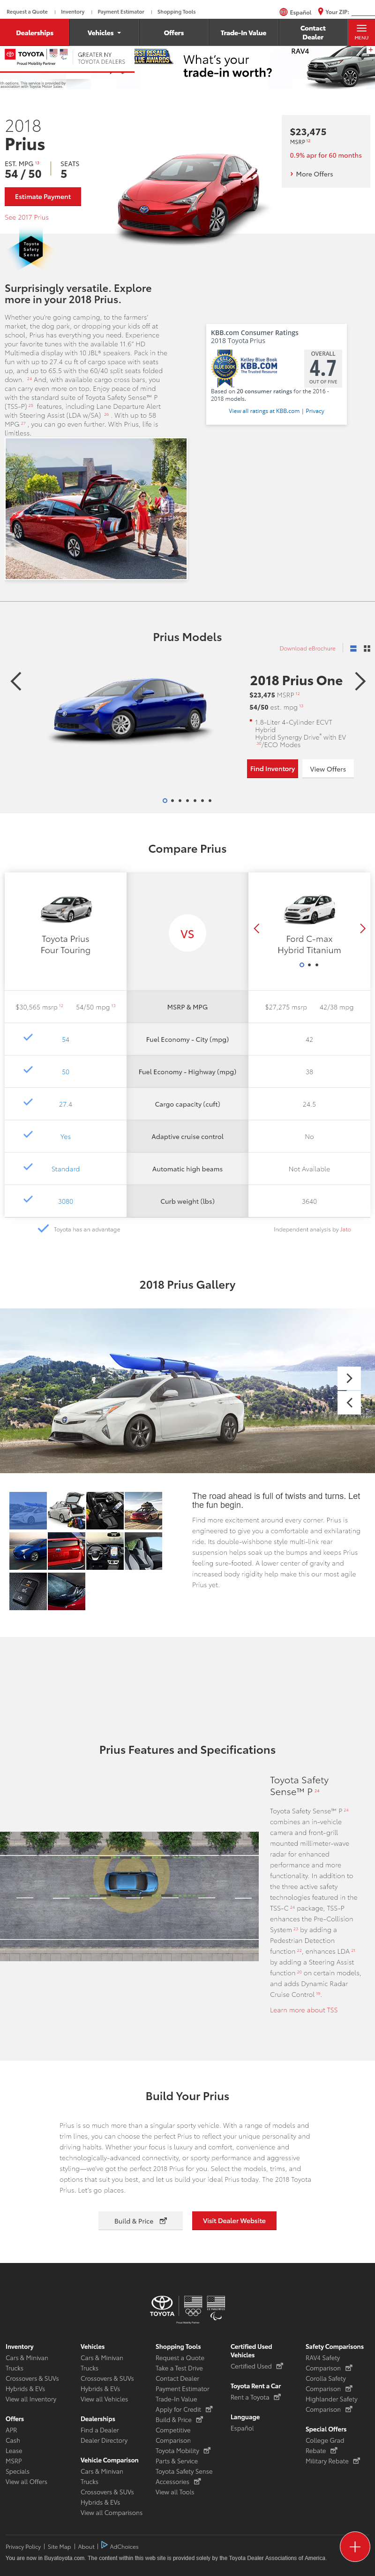 Request a Quote | Inventory | Payment Estimator | Shopping Tools
Español
Your ZIP:
Dealerships
Vehicles
Offers
Trade-In Value
Contact Dealer
MENU
TOYOTA
GREATER NY
TOYOTA DEALERS
What's your
trade-in worth?
RAV4
2018
Prius
EST. MPG 13
54 / 50
SEATS
5
Estimate Payment
See 2017 Prius
$23,475
MSRP 12
0.9% apr for 60 months
More Offers
Toyota
Safety
Sense
Surprisingly versatile. Explore
more in your 2018 Prius.
Where you're going, to camping, to the farmers'
market, the dog park, or dropping your kids off at
school, Prius has everything you need. Experience
your favorite tunes with the available 11.6" HD
Multimedia display with 10 JBL® speakers. Pack in the
fun with up to 27.4 cu ft of cargo space with seats
up, and up to 65.5 with the 60/40 split seats folded
down. 24 And, with available cargo cross bars, you
can carry even more on top. Enjoy peace of mind
with the standard suite of Toyota Safety Sense™ P
(TSS-P) features, including Lane Departure Alert
with Steering Assist (LDA w/SA) . With up to 58
MPG , you can go even further. With Prius, life is
limitless.
KBB.com Consumer Ratings
2018 Toyota Prius
Kelley Blue Book
KBB.COM
The Trusted Resource
OVERALL
4.7
OUT OF FIVE
Based on 20 consumer ratings for the 2016 -
2018 models.
View all ratings at KBB.com | Privacy
Prius Models
Download eBrochure
2018 Prius One
$23,475 MSRP 12
54/50 est. mpg 13
1.8-Liter 4-Cylinder ECVT
Hybrid
Hybrid Synergy Drive® with EV
/ECO Modes
Find Inventory
View Offers
Compare Prius
Toyota Prius
Four Touring
VS
Ford C-max
Hybrid Titanium
$30,565 msrp 12 54/50 mpg 13 MSRP & MPG $27,275 msrp 42/38 mpg
54 Fuel Economy - City (mpg) 42
50 Fuel Economy - Highway (mpg) 38
27.4 Cargo capacity (cuft) 24.5
Yes Adaptive cruise control No
Standard Automatic high beams Not Available
3080 Curb weight (lbs) 3640
Toyota has an advantage
Independent analysis by Jato
2018 Prius Gallery
The road ahead is full of twists and turns. Let
the fun begin.
Find more excitement around every corner. Prius is
engineered to give you a comfortable and exhilarating
ride. Its double-wishbone style multi-link rear
suspension helps soak up the bumps and keeps Prius
feeling sure-footed. A lower center of gravity and
increased body rigidity help make this our most agile
Prius yet.
Prius Features and Specifications
Toyota Safety
Sense™ P 24
Toyota Safety Sense™ P 24
combines an in-vehicle
camera and front-grill
mounted millimeter-wave
radar for enhanced
performance and more
functionality. In addition to
the three active safety
technologies featured in the
TSS-C 24 package, TSS-P
enhances the Pre-Collision
System 23 by adding a
Pedestrian Detection
function 22, enhances LDA 21
by adding a Steering Assist
function 20 on certain models,
and adds Dynamic Radar
Cruise Control 19.
Learn more about TSS
Build Your Prius
Prius is so much more than a singular sporty vehicle. With a range of models and
trim lines, you can choose the perfect Prius to reflect your unique personality and
driving habits. Whether your focus is luxury and comfort, convenience and
technologically-advanced connectivity, or sporty performance and aggressive
styling—we've got the perfect 2018 Prius for you. Select the models, trims, and
options that suit you best, and let us build your ideal Prius today. The 2018 Toyota
Prius. Let's go places.
Build & Price
Visit Dealer Website
TOYOTA
Inventory
Cars & Minivan
Trucks
Crossovers & SUVs
Hybrids & EVs
View all Inventory
Offers
APR
Cash
Lease
MSRP
Specials
View all Offers
Vehicles
Cars & Minivan
Trucks
Crossovers & SUVs
Hybrids & EVs
View all Vehicles
Dealerships
Find a Dealer
Dealer Directory
Vehicle Comparison
Cars & Minivan
Trucks
Crossovers & SUVs
Hybrids & EVs
View all Comparisons
Shopping Tools
Request a Quote
Take a Test Drive
Contact Dealer
Payment Estimator
Trade-In Value
Apply for Credit
Build & Price
Competitive
Comparison
Toyota Mobility
Toyota Safety Sense
Accessories
Parts & Service
View all Tools
Certified Used
Vehicles
Certified Used
Toyota Rent a Car
Rent a Toyota
Language
Español
Safety Comparisons
RAV4 Safety
Comparison
Corolla Safety
Comparison
Highlander Safety
Comparison
Special Offers
College Grad
Rebate
Military Rebate
Privacy Policy | Site Map | About | AdChoices
You are now in Buyatoyota.com. The content within this web site is provided solely by the Toyota Dealer Associations of America.